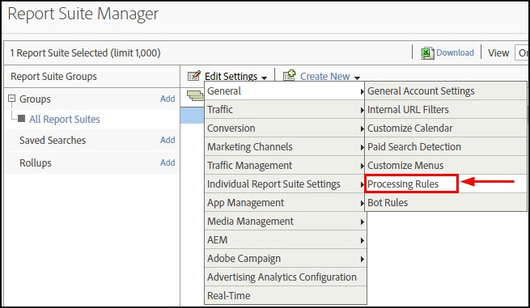 Report Suite Manager
1 Report Suite Selected (limit 1,000)
Download
View
Report Suite Groups
Edit Settings
Create New
Groups
Add
All Report Suites
Saved Searches
Add
Rollups
Add
General
Traffic
Conversion
Marketing Channels
Traffic Management
Individual Report Suite Settings
App Management
Media Management
AEM
Adobe Campaign
Advertising Analytics Configuration
Real-Time
General Account Settings
Internal URL Filters
Customize Calendar
Paid Search Detection
Customize Menus
Processing Rules
Bot Rules